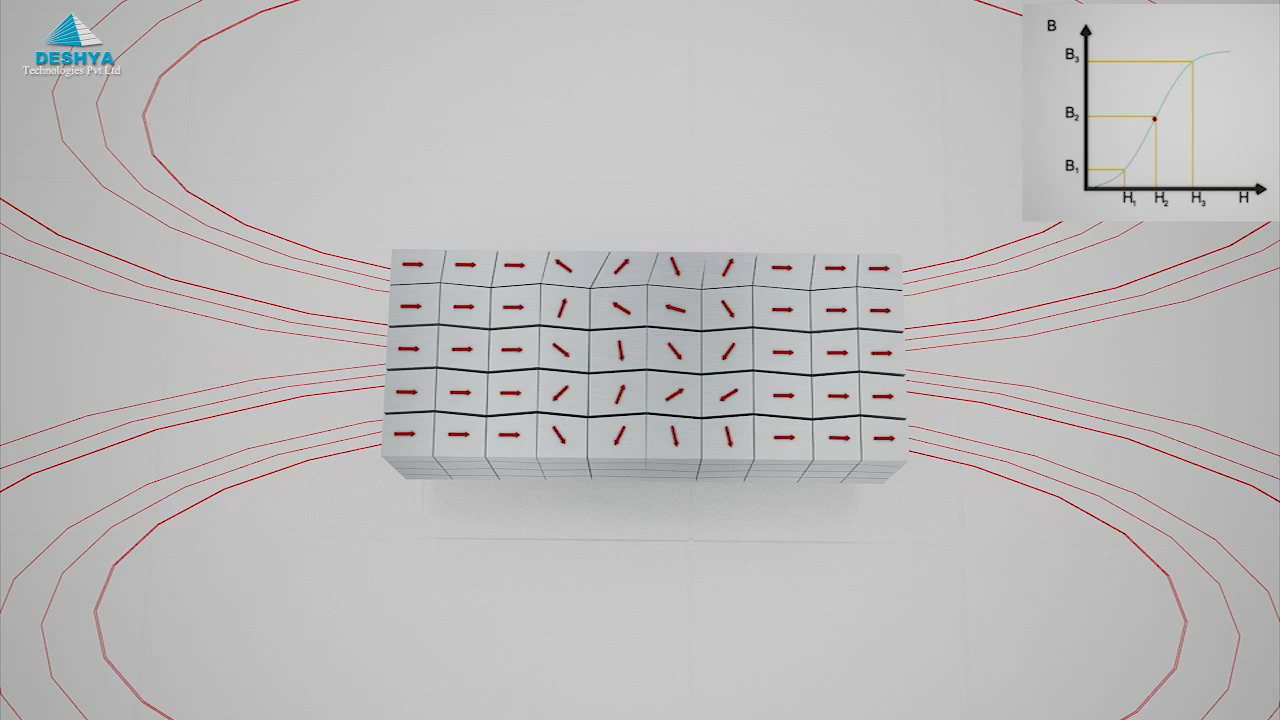 DESHYA
Technologies Pvt Ltd
B
B₃
B₂
B₁
H₁ H₂ H₃ H